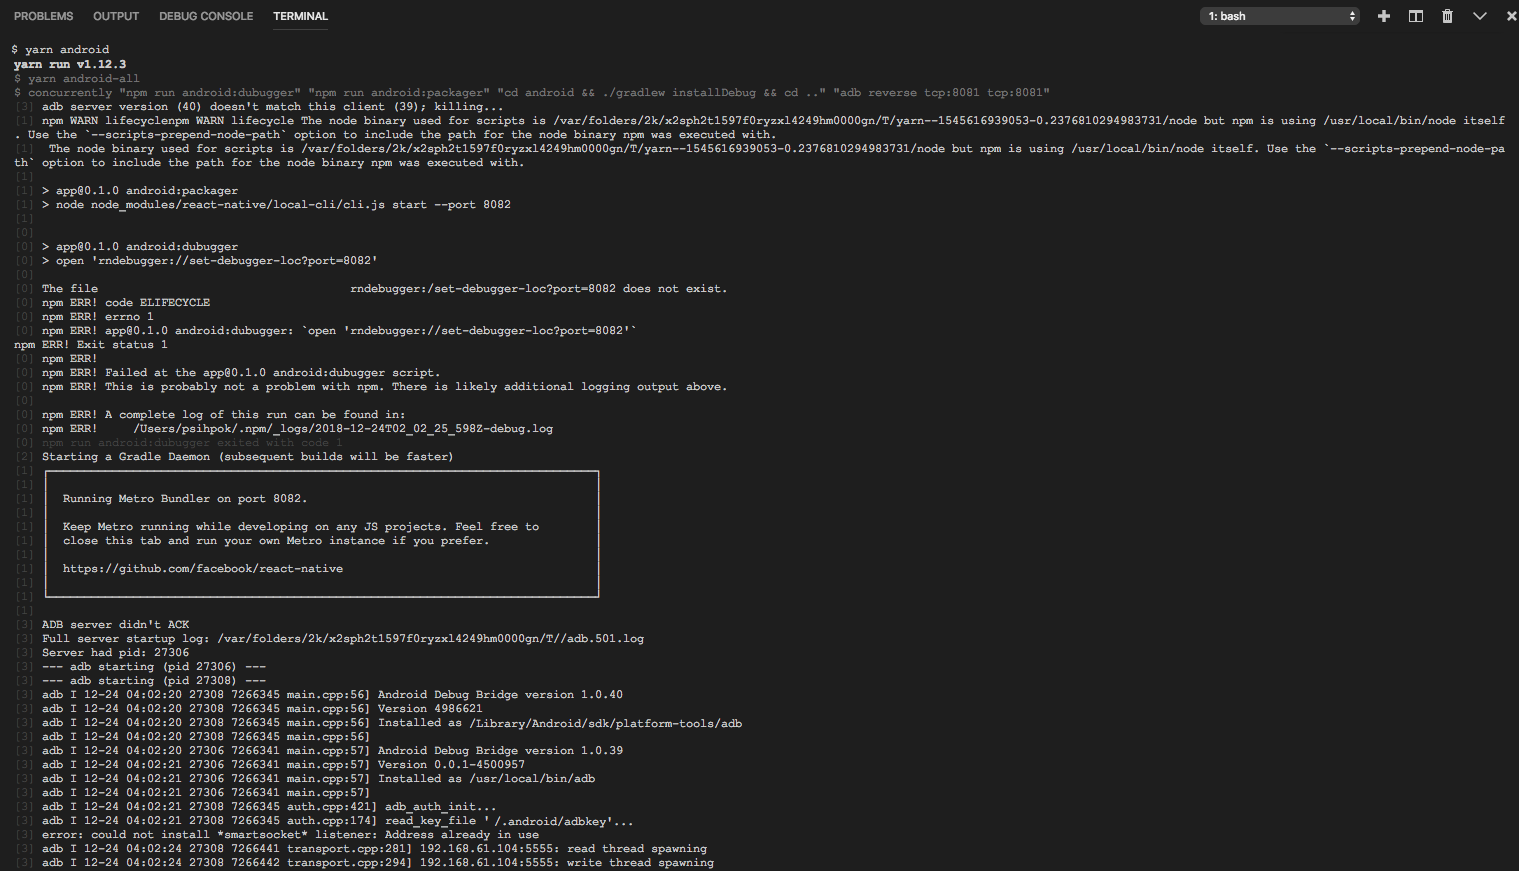 PROBLEMS OUTPUT DEBUG CONSOLE TERMINAL 1: bash
$ yarn android
yarn run v1.12.3
$ yarn android-all
$ concurrently "npm run android:dubugger" "npm run android:packager" "cd android && ./gradlew installDebug && cd .." "adb reverse tcp:8081 tcp:8081"
[3] adb server version (40) doesn't match this client (39); killing...
[1] npm WARN lifecyclenpm WARN lifecycle The node binary used for scripts is /var/folders/2k/x2sph2t1597f0ryzxl4249hm0000gn/T/yarn--1545616939053-0.2376810294983731/node but npm is using /usr/local/bin/node itself
. Use the `--scripts-prepend-node-path` option to include the path for the node binary npm was executed with.
[1]  The node binary used for scripts is /var/folders/2k/x2sph2t1597f0ryzxl4249hm0000gn/T/yarn--1545616939053-0.2376810294983731/node but npm is using /usr/local/bin/node itself. Use the `--scripts-prepend-node-pa
th` option to include the path for the node binary npm was executed with.
[1]
[1] > app@0.1.0 android:packager
[1] > node node_modules/react-native/local-cli/cli.js start --port 8082
[1]
[0]
[0] > app@0.1.0 android:dubugger
[0] > open 'rndebugger://set-debugger-loc?port=8082'
[0]
[0] The file rndebugger:/set-debugger-loc?port=8082 does not exist.
[0] npm ERR! code ELIFECYCLE
[0] npm ERR! errno 1
[0] npm ERR! app@0.1.0 android:dubugger: `open 'rndebugger://set-debugger-loc?port=8082'`
npm ERR! Exit status 1
[0] npm ERR!
[0] npm ERR! Failed at the app@0.1.0 android:dubugger script.
[0] npm ERR! This is probably not a problem with npm. There is likely additional logging output above.
[0]
[0] npm ERR! A complete log of this run can be found in:
[0] npm ERR!     /Users/psihpok/.npm/_logs/2018-12-24T02_02_25_598Z-debug.log
[0] npm run android:dubugger exited with code 1
[2] Starting a Gradle Daemon (subsequent builds will be faster)
[1]
[1]
[1] Running Metro Bundler on port 8082.
[1]
[1] Keep Metro running while developing on any JS projects. Feel free to
[1] close this tab and run your own Metro instance if you prefer.
[1]
[1] https://github.com/facebook/react-native
[1]
[1]
[1]
[3] ADB server didn't ACK
[3] Full server startup log: /var/folders/2k/x2sph2t1597f0ryzxl4249hm0000gn/T//adb.501.log
[3] Server had pid: 27306
[3] --- adb starting (pid 27306) ---
[3] --- adb starting (pid 27308) ---
[3] adb I 12-24 04:02:20 27308 7266345 main.cpp:56] Android Debug Bridge version 1.0.40
[3] adb I 12-24 04:02:20 27308 7266345 main.cpp:56] Version 4986621
[3] adb I 12-24 04:02:20 27308 7266345 main.cpp:56] Installed as /Library/Android/sdk/platform-tools/adb
[3] adb I 12-24 04:02:20 27308 7266345 main.cpp:56]
[3] adb I 12-24 04:02:20 27306 7266341 main.cpp:57] Android Debug Bridge version 1.0.39
[3] adb I 12-24 04:02:21 27306 7266341 main.cpp:57] Version 0.0.1-4500957
[3] adb I 12-24 04:02:21 27306 7266341 main.cpp:57] Installed as /usr/local/bin/adb
[3] adb I 12-24 04:02:21 27306 7266341 main.cpp:57]
[3] adb I 12-24 04:02:21 27308 7266345 auth.cpp:421] adb_auth_init...
[3] adb I 12-24 04:02:21 27308 7266345 auth.cpp:174] read_key_file '/.android/adbkey'...
[3] error: could not install *smartsocket* listener: Address already in use
[3] adb I 12-24 04:02:24 27308 7266441 transport.cpp:281] 192.168.61.104:5555: read thread spawning
[3] adb I 12-24 04:02:24 27308 7266442 transport.cpp:294] 192.168.61.104:5555: write thread spawning